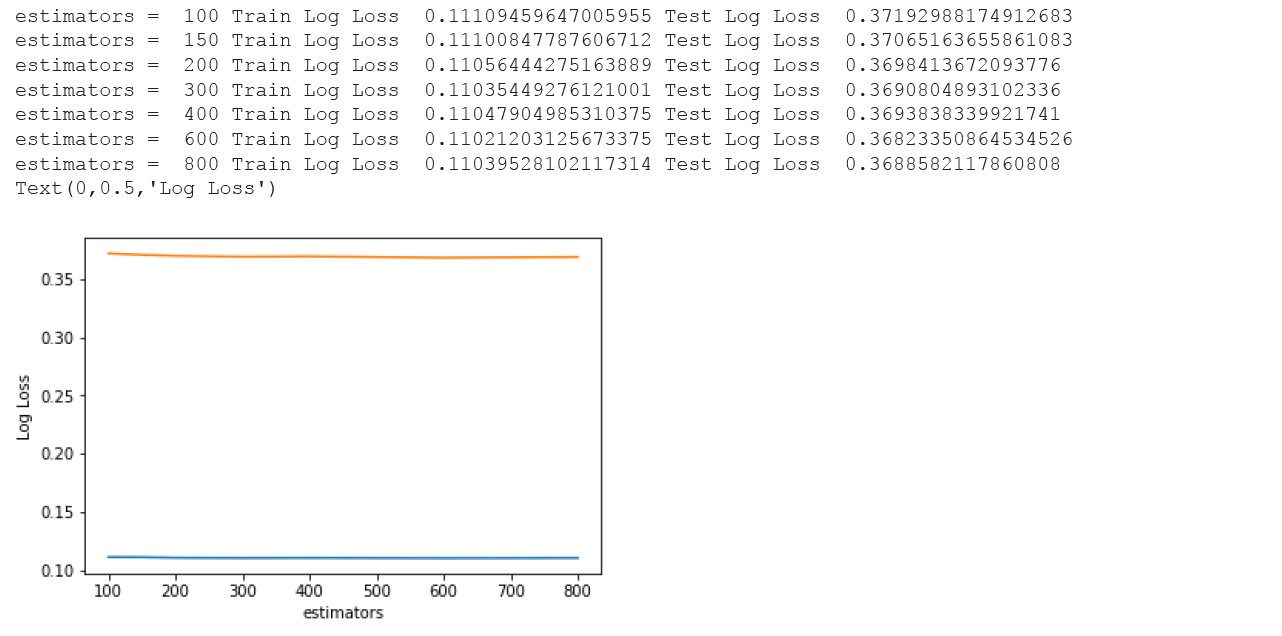 estimators =  100 Train Log Loss  0.11109459647005955 Test Log Loss  0.37192988174912683
estimators =  150 Train Log Loss  0.11100847787606712 Test Log Loss  0.37065163655861083
estimators =  200 Train Log Loss  0.11056444275163889 Test Log Loss  0.3698413672093776
estimators =  300 Train Log Loss  0.11035449276121001 Test Log Loss  0.3690804893102336
estimators =  400 Train Log Loss  0.11047904985310375 Test Log Loss  0.3693838339921741
estimators =  600 Train Log Loss  0.11021203125673375 Test Log Loss  0.36823350864534526
estimators =  800 Train Log Loss  0.11039528102117314 Test Log Loss  0.3688582117860808
Text(0,0.5,'Log Loss')
Log Loss
0.35
0.30
0.25
0.20
0.15
0.10
100 200 300 400 500 600 700 800
estimators